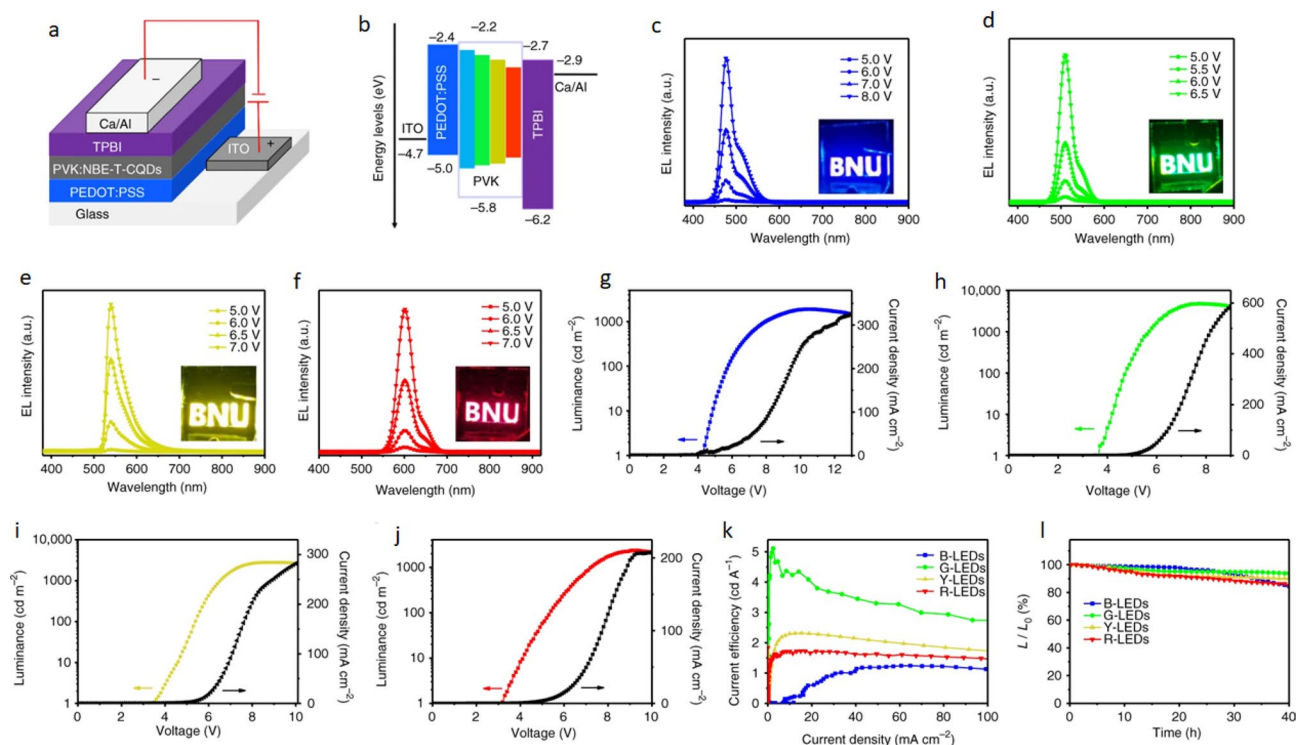 a
Ca/Al
TPBI
PVK:NBE-T-CQDs
PEDOT:PSS
Glass
ITO
−
+
b
Energy levels (eV)
−2.4
−2.2
−2.7
−2.9
Ca/Al
ITO
−4.7
PEDOT:PSS
−5.0
PVK
−5.8
TPBI
−6.2
c
EL intensity (a.u.)
5.0 V
6.0 V
7.0 V
8.0 V
BNU
400 500 600 700 800 900
Wavelength (nm)
d
EL intensity (a.u.)
5.0 V
5.5 V
6.0 V
6.5 V
BNU
400 500 600 700 800 900
Wavelength (nm)
e
EL intensity (a.u.)
5.0 V
6.0 V
6.5 V
7.0 V
BNU
400 500 600 700 800 900
Wavelength (nm)
f
EL intensity (a.u.)
5.0 V
6.0 V
6.5 V
7.0 V
BNU
400 500 600 700 800 900
Wavelength (nm)
g
Luminance (cd m−2)
1000
100
10
1
Current density (mA cm−2)
300
200
100
0
0 2 4 6 8 10 12
Voltage (V)
h
Luminance (cd m−2)
10,000
1000
100
10
1
Current density (mA cm−2)
600
400
200
0
0 2 4 6 8
Voltage (V)
i
Luminance (cd m−2)
10,000
1000
100
10
1
Current density (mA cm−2)
300
200
100
0
0 2 4 6 8 10
Voltage (V)
j
Luminance (cd m−2)
1000
100
10
1
Current density (mA cm−2)
200
100
0
0 2 4 6 8 10
Voltage (V)
k
Current efficiency (cd A−1)
5
4
3
2
1
0
B-LEDs
G-LEDs
Y-LEDs
R-LEDs
0 20 40 60 80 100
Current density (mA cm−2)
l
L / L0 (%)
100
80
60
40
20
0
B-LEDs
G-LEDs
Y-LEDs
R-LEDs
0 10 20 30 40
Time (h)